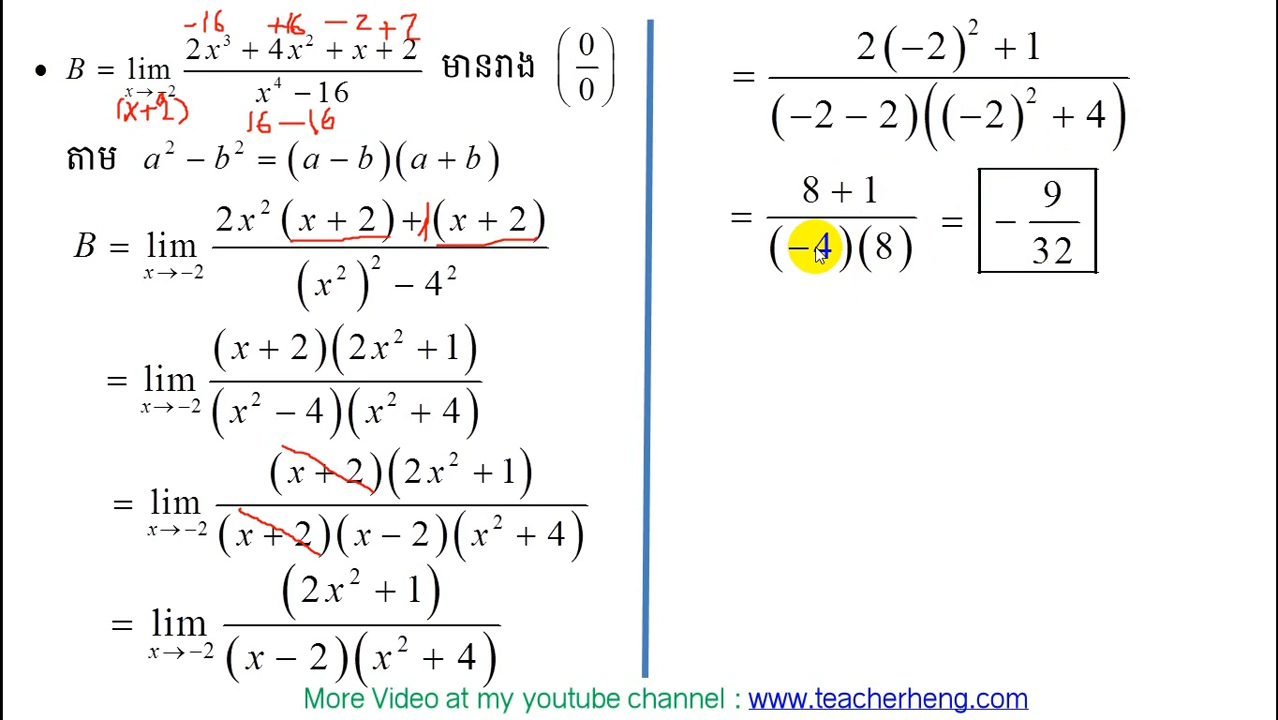 -16 +16 -2 +2
• B = lim x→-2 (2x³ + 4x² + x + 2)/(x⁴ - 16) មានរាង (0/0)
(x+2) 16-16
តាម a² - b² = (a - b)(a + b)
B = lim x→-2 (2x²(x + 2) + 1(x + 2))/((x²)² - 4²)
= lim x→-2 ((x + 2)(2x² + 1))/((x² - 4)(x² + 4))
= lim x→-2 ((x + 2)(2x² + 1))/((x + 2)(x - 2)(x² + 4))
= lim x→-2 (2x² + 1)/((x - 2)(x² + 4))
= (2(-2)² + 1)/((-2 - 2)((-2)² + 4))
= (8 + 1)/((-4)(8)) = -9/32
More Video at my youtube channel : www.teacherheng.com